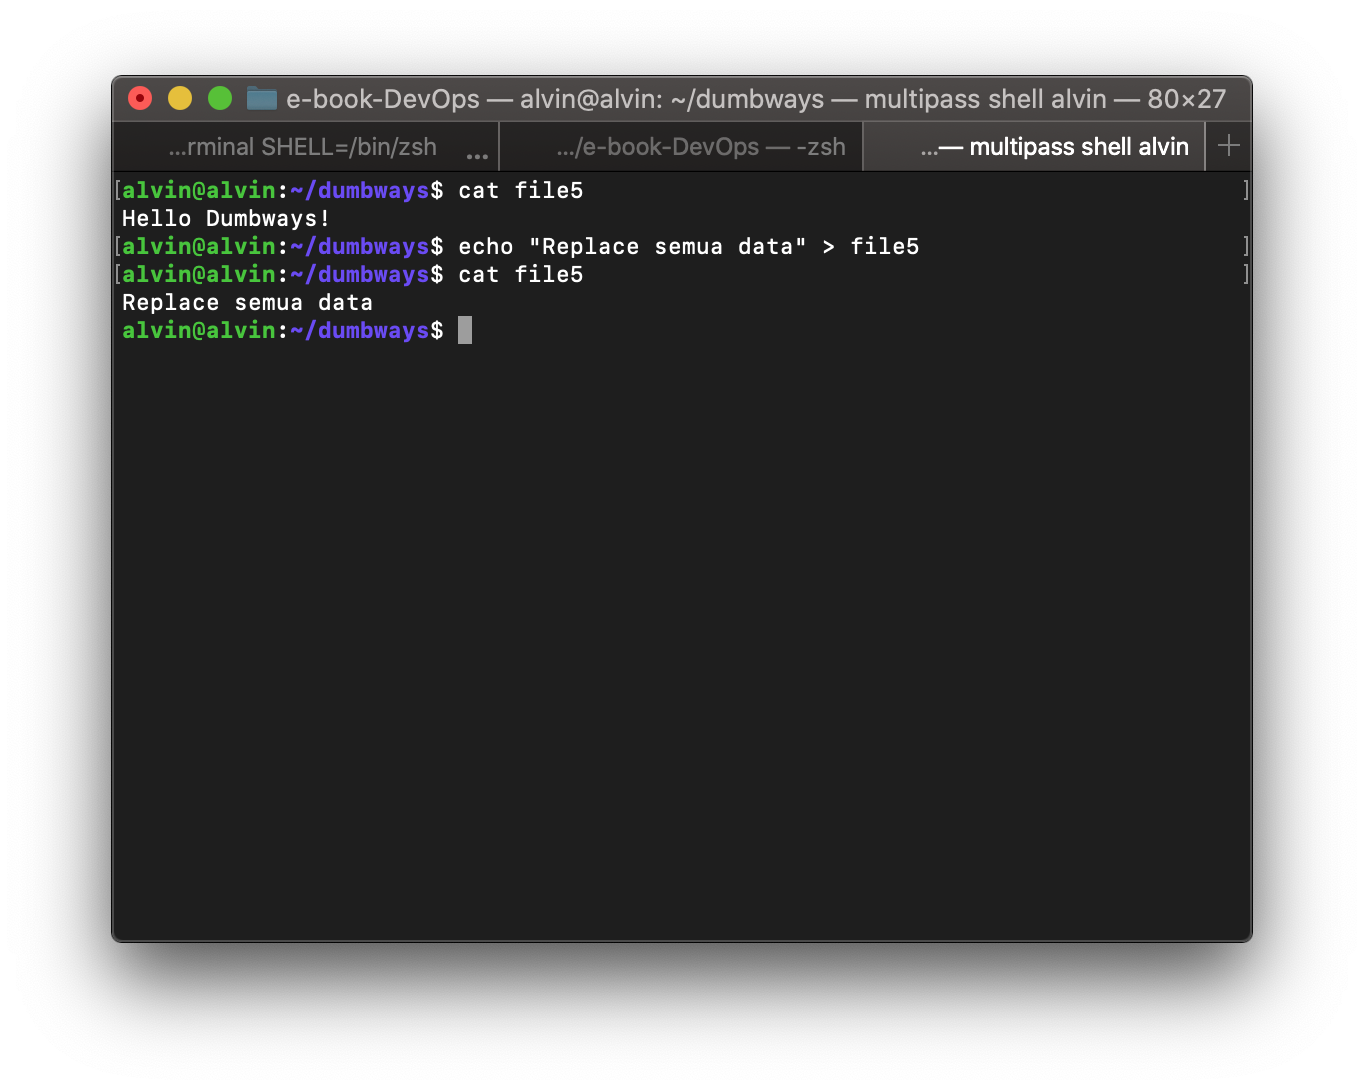 e-book-DevOps — alvin@alvin: ~/dumbways — multipass shell alvin — 80×27
...rminal SHELL=/bin/zsh ... .../e-book-DevOps — -zsh ...— multipass shell alvin +
[alvin@alvin:~/dumbways$ cat file5 ]
Hello Dumbways!
[alvin@alvin:~/dumbways$ echo "Replace semua data" > file5 ]
[alvin@alvin:~/dumbways$ cat file5 ]
Replace semua data
alvin@alvin:~/dumbways$